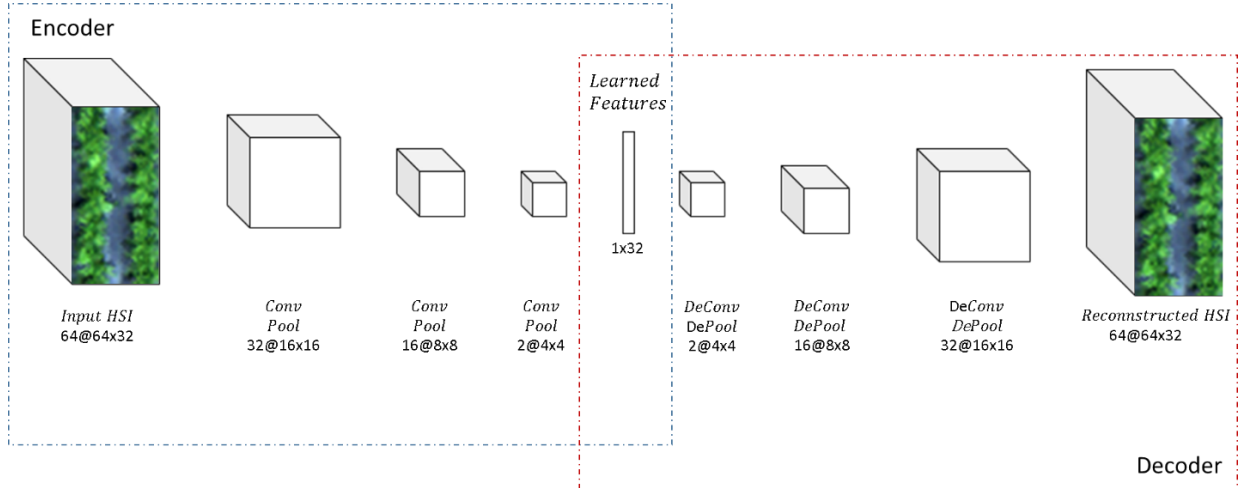 Encoder
Learned
Features
1x32
Input HSI
64@64x32
Conv
Pool
32@16x16
Conv
Pool
16@8x8
Conv
Pool
2@4x4
DeConv
DePool
2@4x4
DeConv
DePool
16@8x8
DeConv
DePool
32@16x16
Reconnstructed HSI
64@64x32
Decoder